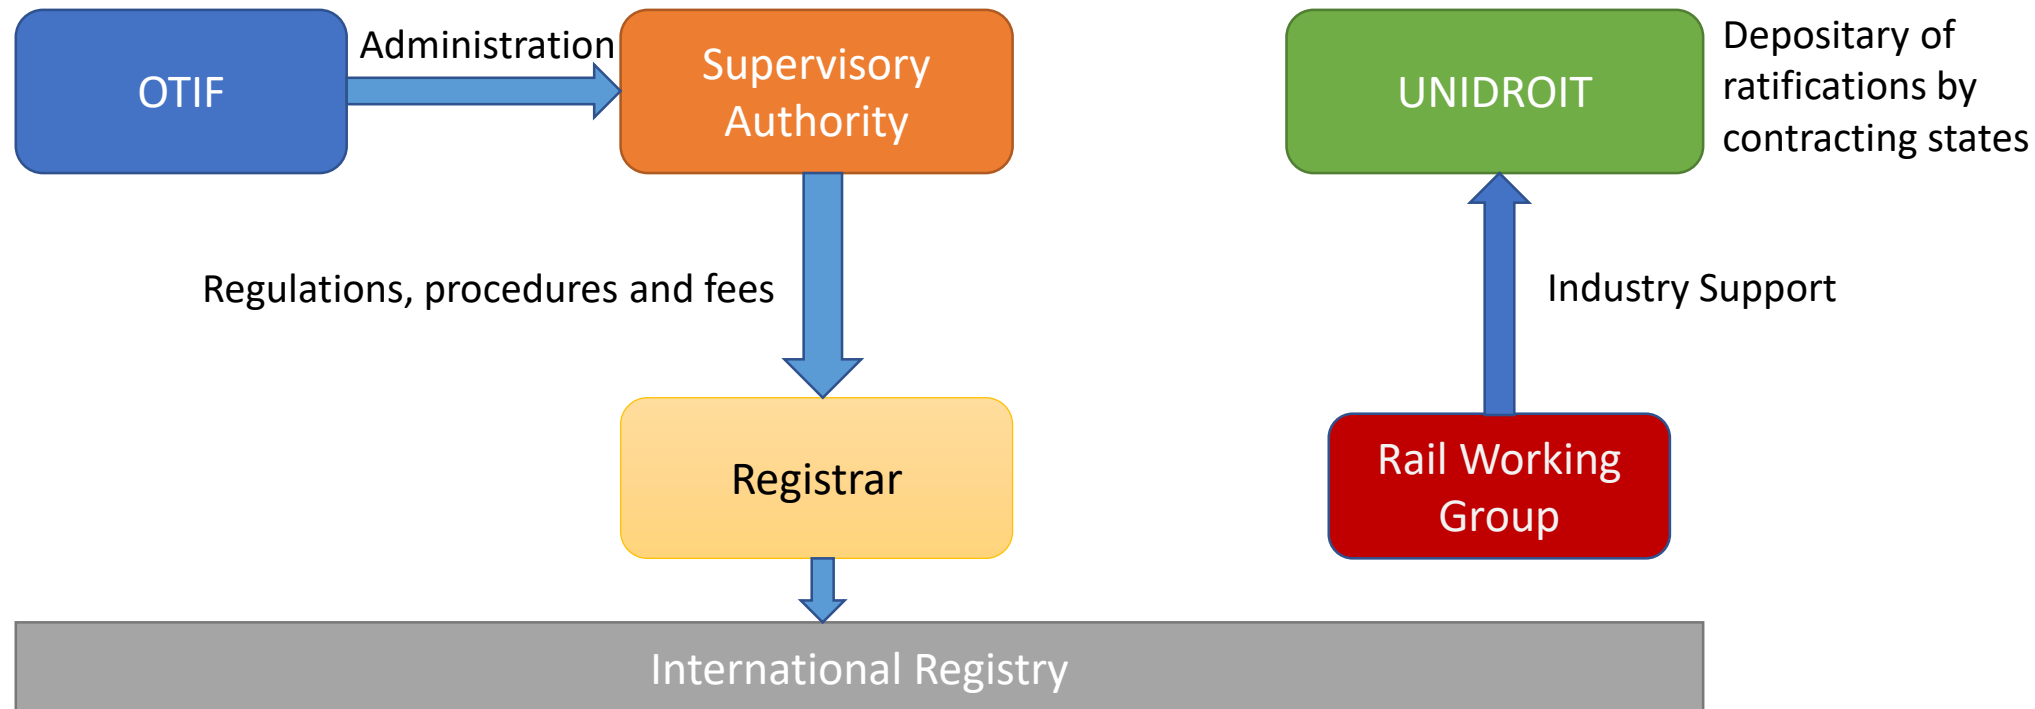 OTIF
Administration
Supervisory
Authority
UNIDROIT
Depositary of
ratifications by
contracting states
Regulations, procedures and fees
Industry Support
Registrar
Rail Working
Group
International Registry